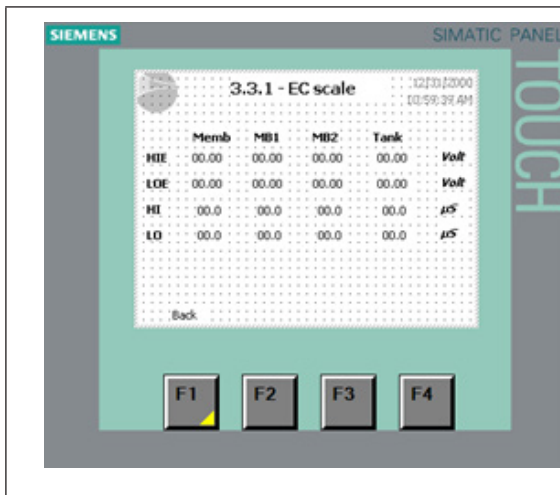 SIEMENS SIMATIC PANEL
TOUCH
3.3.1 - EC scale 12/31/2000
10:59:39 AM
Memb MB1 MB2 Tank
HIE 00.00 00.00 00.00 00.00 Volt
LOE 00.00 00.00 00.00 00.00 Volt
HI 00.0 00.0 00.0 00.0 µS
LO 00.0 00.0 00.0 00.0 µS
Back
F1 F2 F3 F4